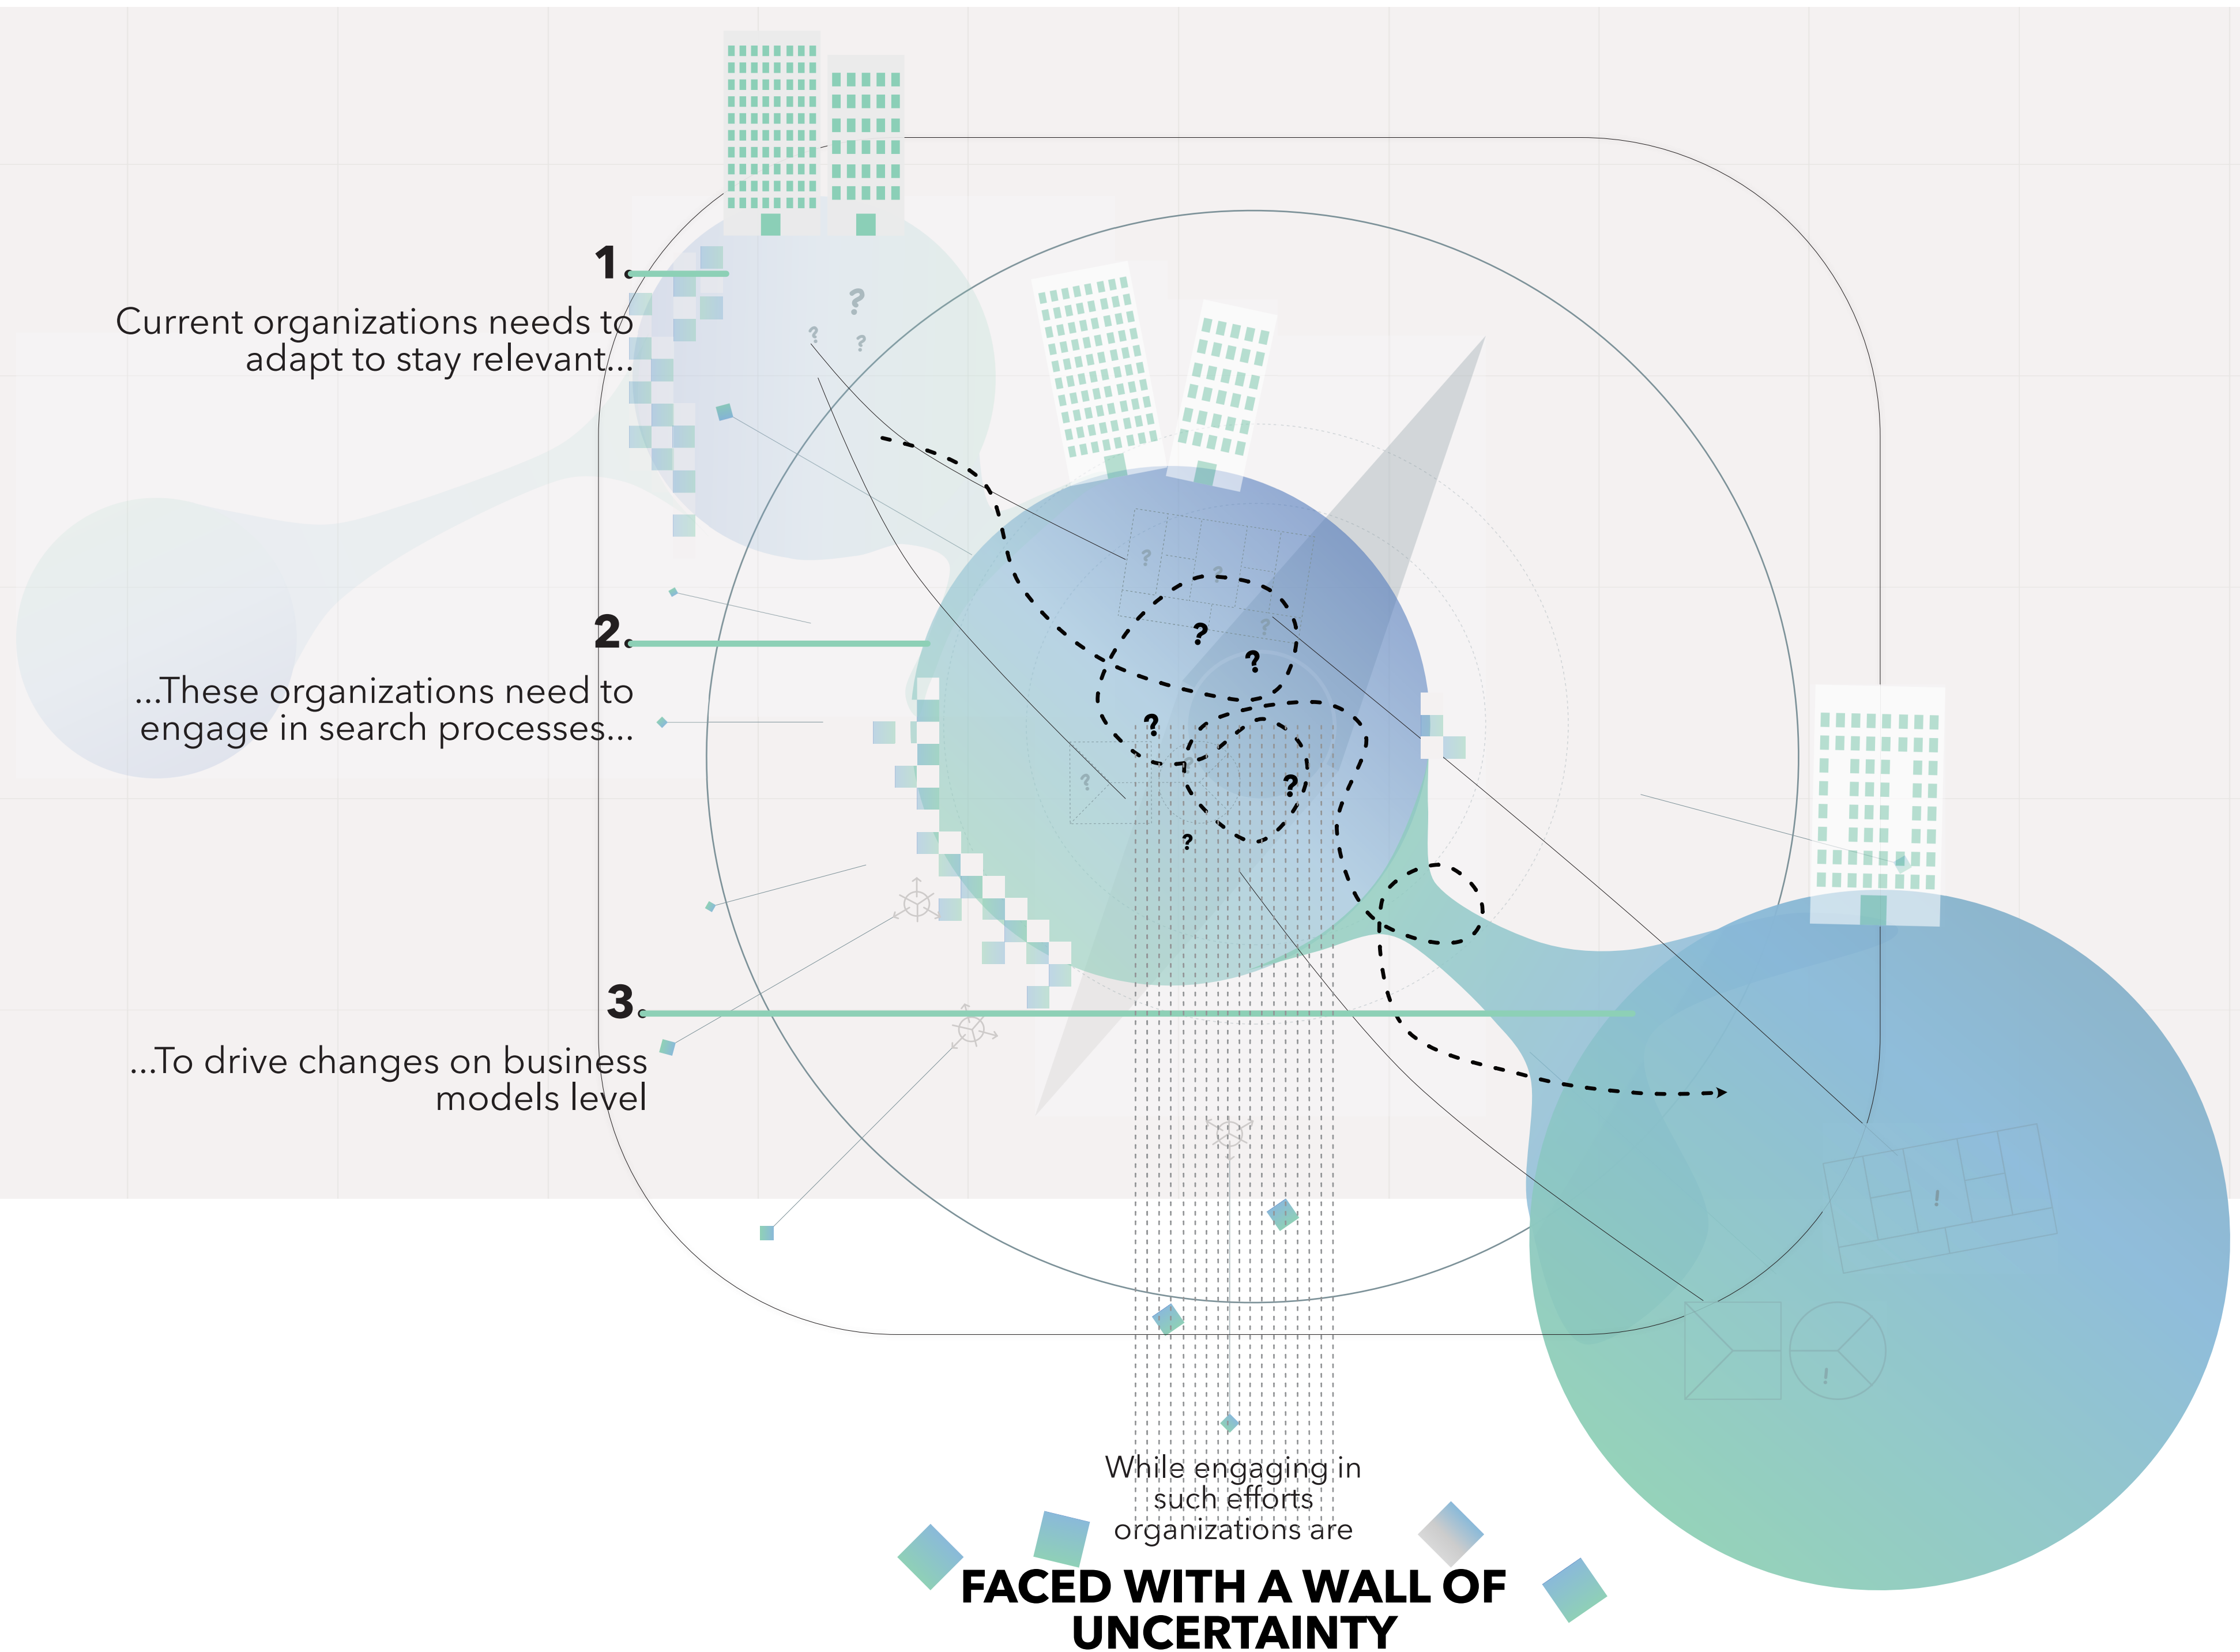 1.
Current organizations needs to
adapt to stay relevant...
? ? ?
2.
...These organizations need to
engage in search processes...
? ? ?
? ?
? ?
? ?
3.
...To drive changes on business
models level
!
!
While engaging in
such efforts
organizations are
FACED WITH A WALL OF
UNCERTAINTY